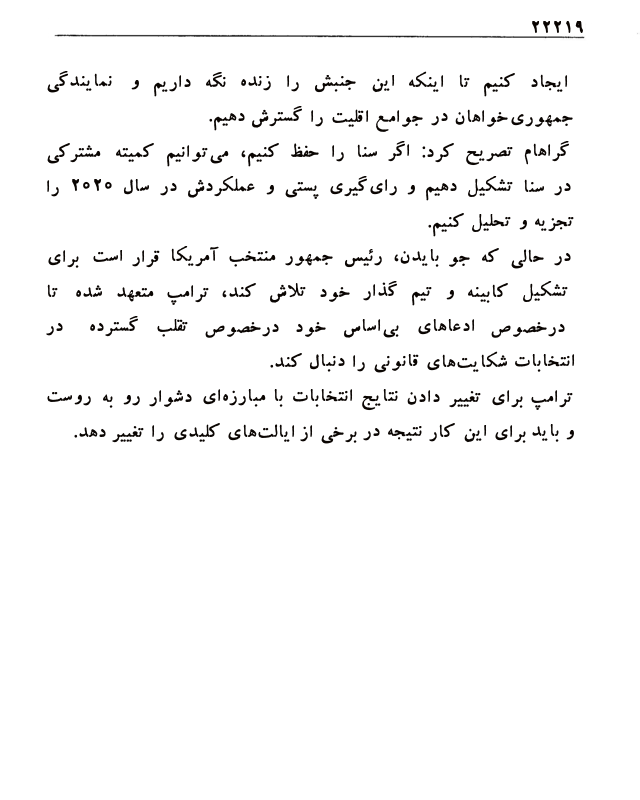 ۲۲۲۱۹
ایجاد کنیم تا اینکه این جنبش را زنده نگه داریم و نمایندگی
جمهوری‌خواهان در جوامع اقلیت را گسترش دهیم.
گراهام تصریح کرد: اگر سنا را حفظ کنیم، می‌توانیم کمیته مشترکی
در سنا تشکیل دهیم و رای‌گیری پستی و عملکردش در سال ۲۰۲۰ را
تجزیه و تحلیل کنیم.
در حالی که جو بایدن، رئیس جمهور منتخب آمریکا قرار است برای
تشکیل کابینه و تیم گذار خود تلاش کند، ترامپ متعهد شده تا
درخصوص ادعاهای بی‌اساس خود درخصوص تقلب گسترده در
انتخابات شکایت‌های قانونی را دنبال کند.
ترامپ برای تغییر دادن نتایج انتخابات با مبارزه‌ای دشوار رو به روست
و باید برای این کار نتیجه در برخی از ایالت‌های کلیدی را تغییر دهد.